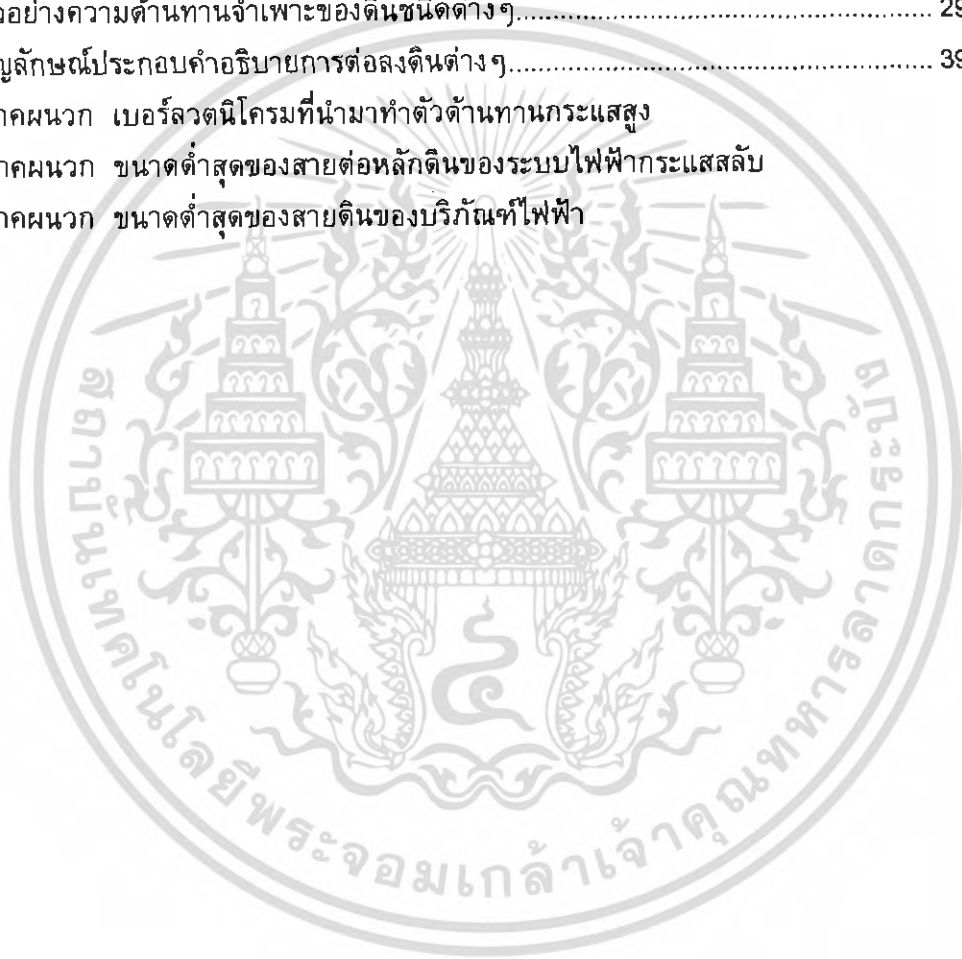 อย่างความต้านทานจำเพาะของดินชนิดต่างๆ 29
ลักษณ์ประกอบคำอธิบายการต่อลงดินต่างๆ 39
คผนวก เบอร์ลวดนิโครมที่นำมาทำตัวต้านทานกระแสสูง
คผนวก ขนาดต่ำสุดของสายต่อหลักดินของระบบไฟฟ้ากระแสสลับ
คผนวก ขนาดต่ำสุดของสายดินของบริภัณฑ์ไฟฟ้า
สถาบันเทคโนโลยีพระจอมเกล้าเจ้าคุณทหารลาดกระบัง